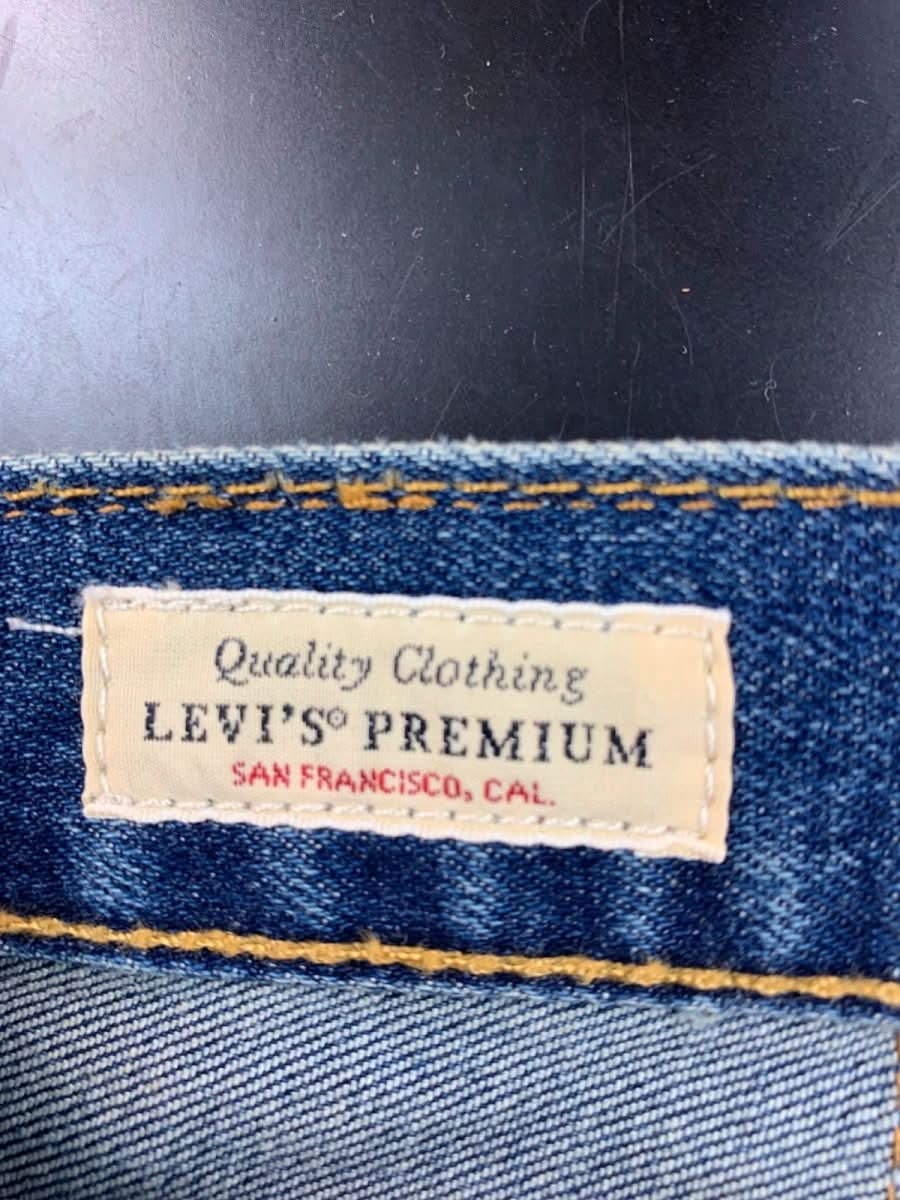 Quality Clothing
LEVI'S® PREMIUM
SAN FRANCISCO, CAL.